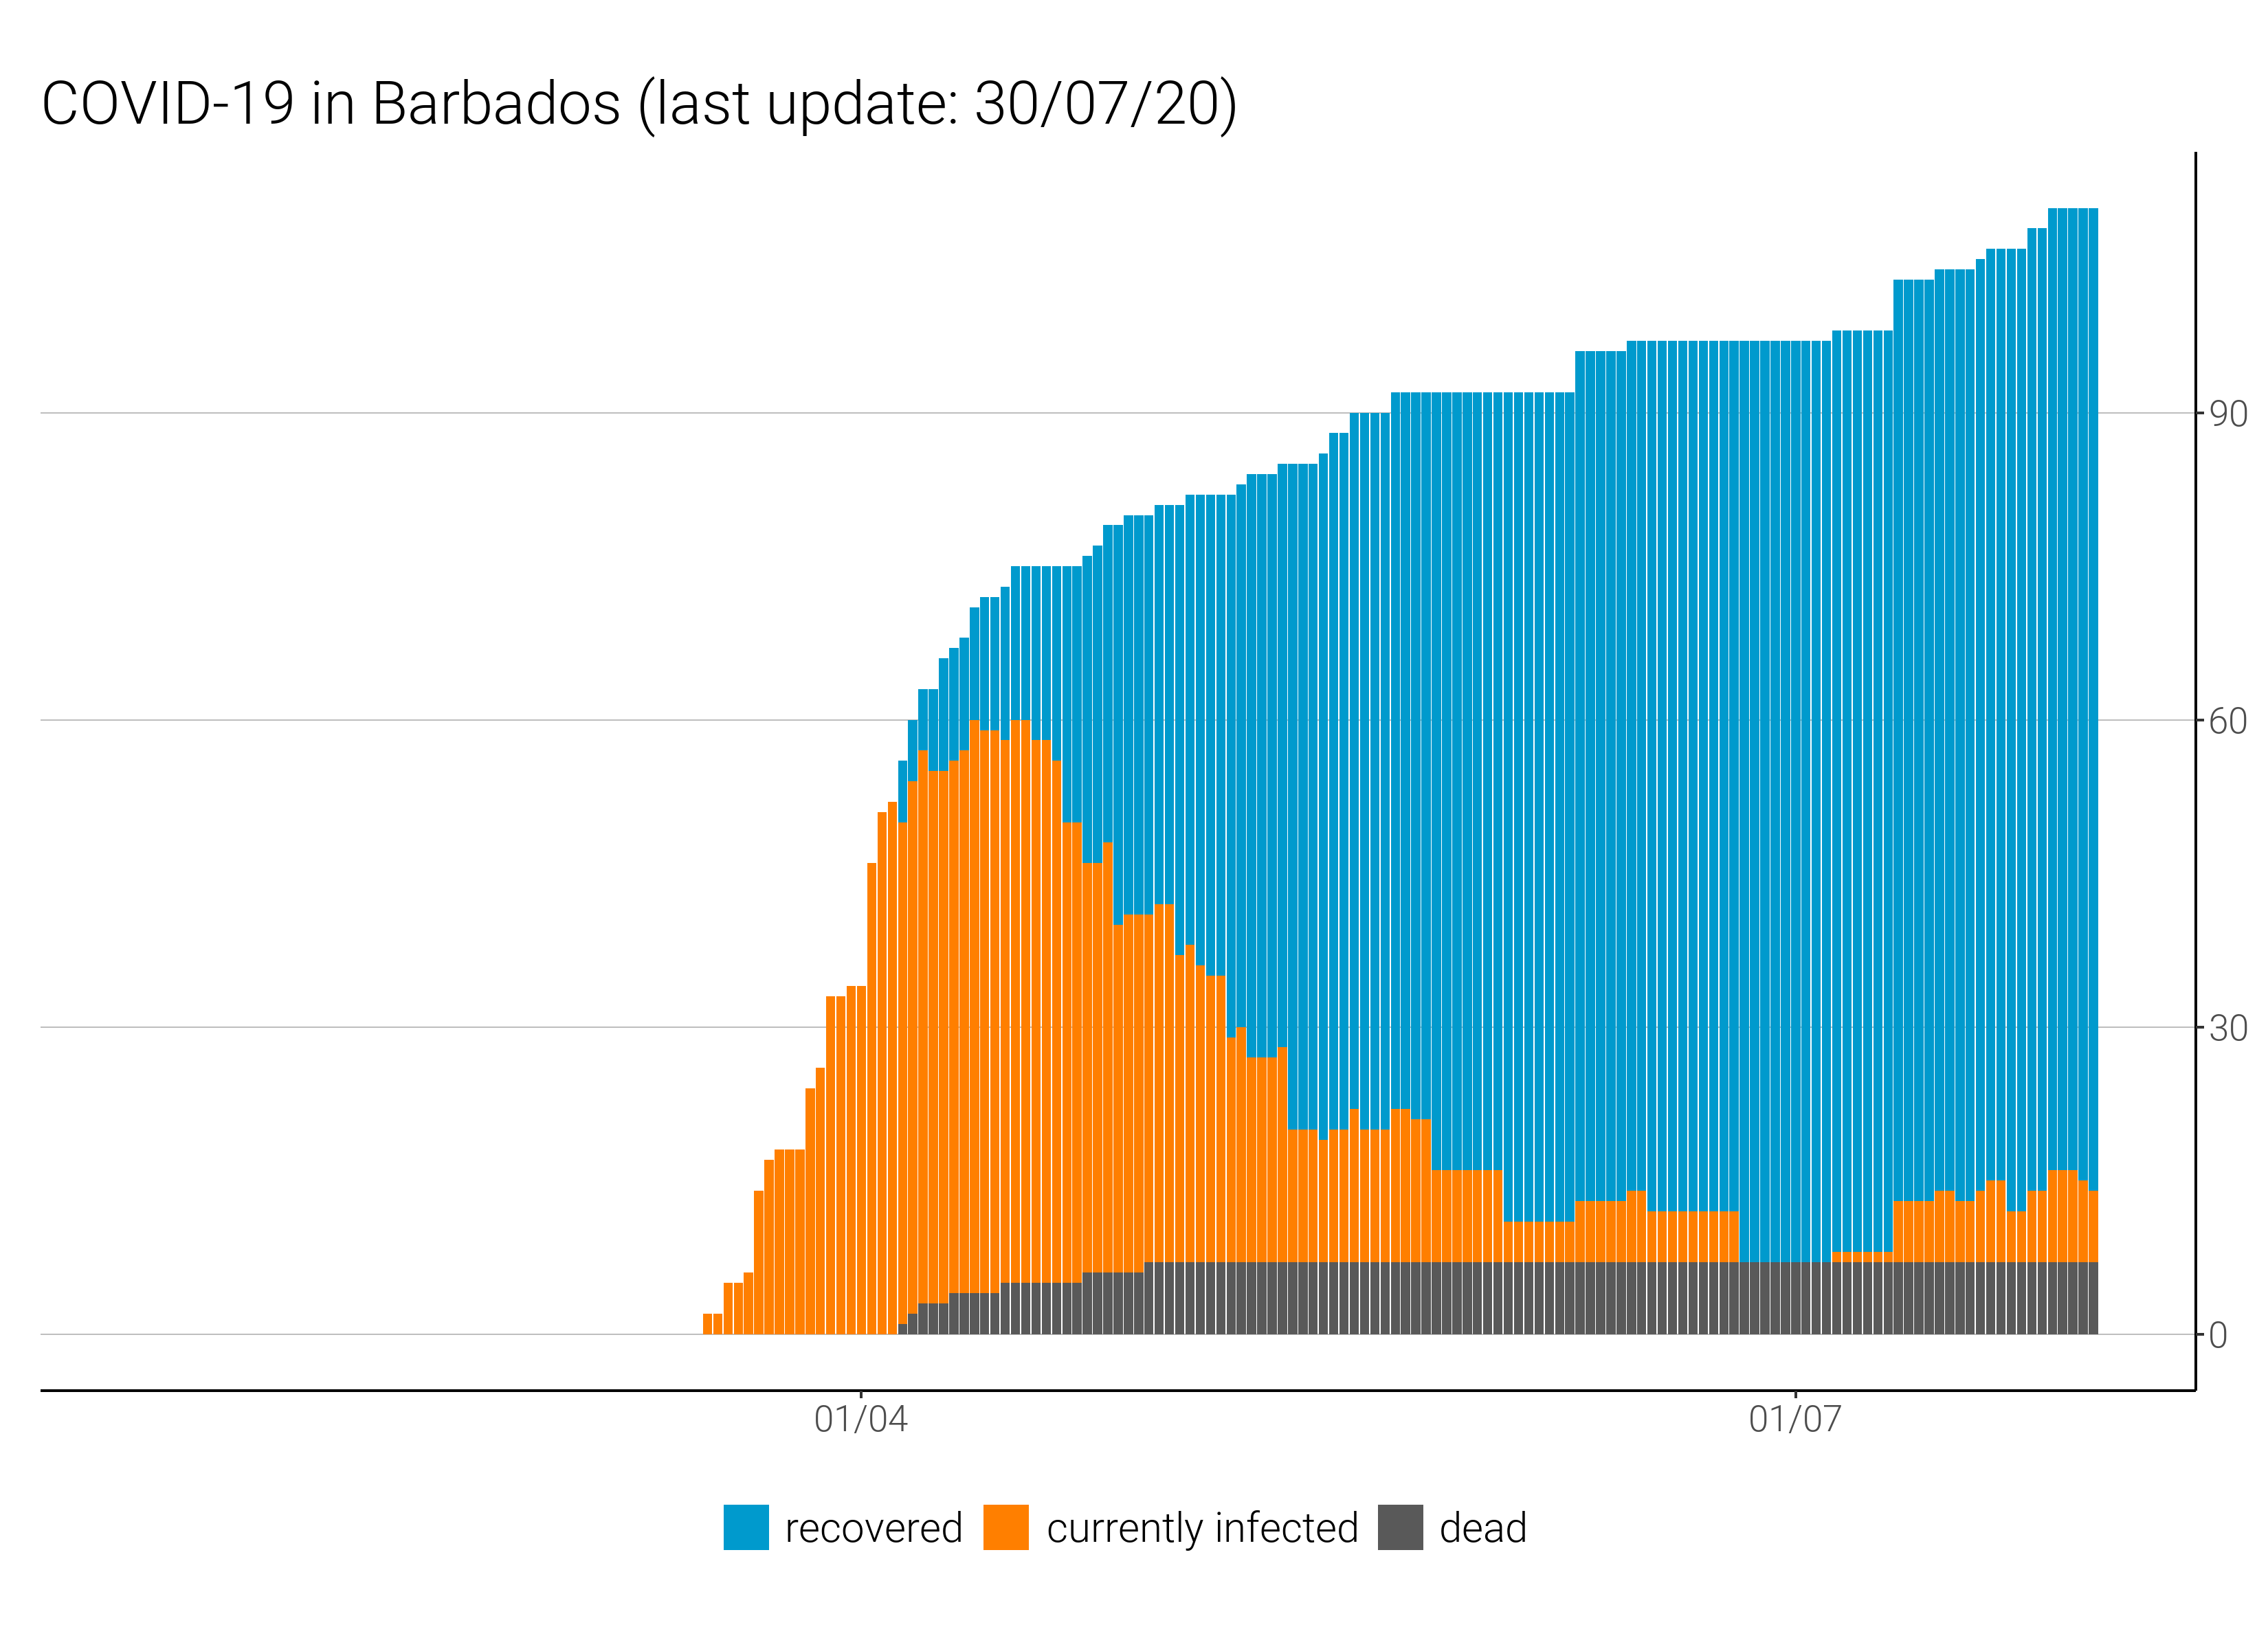 COVID-19 in Barbados (last update: 30/07/20)
90
60
30
0
01/04 01/07
recovered currently infected dead